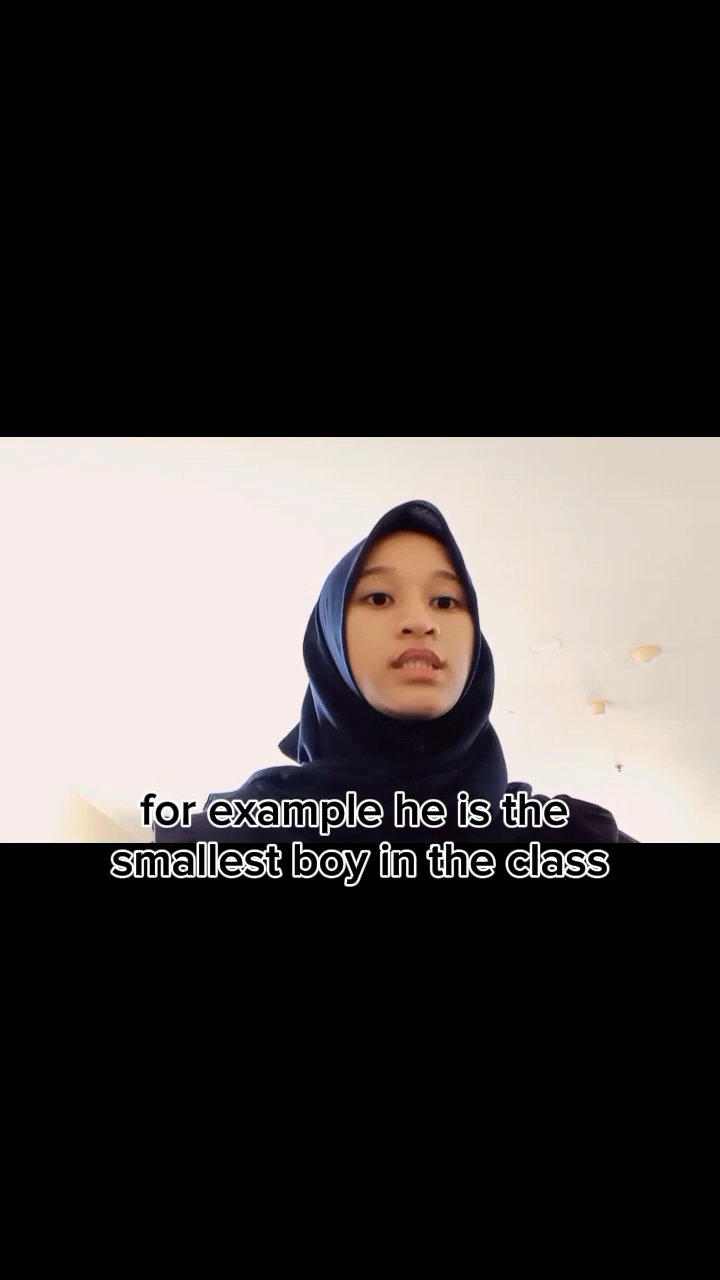 for example he is the
smallest boy in the class